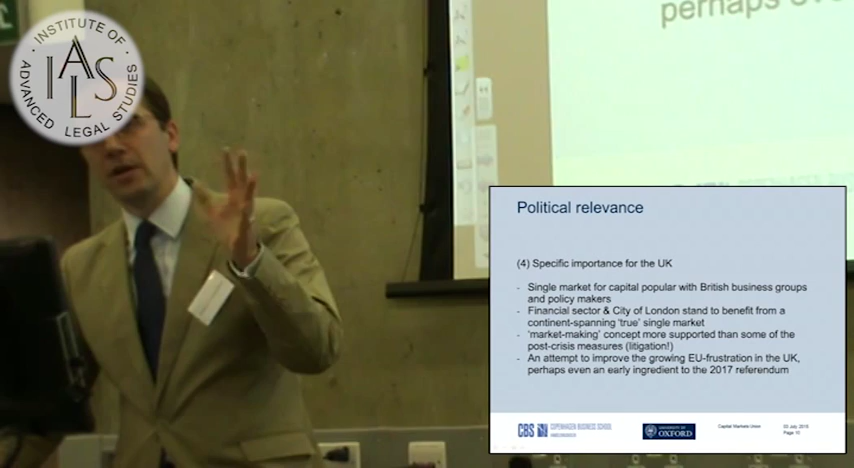 INSTITUTE OF
ADVANCED LEGAL STUDIES
IALS
perhaps
Political relevance
(4) Specific importance for the UK
- Single market for capital popular with British business groups
and policy makers
- Financial sector & City of London stand to benefit from a
continent-spanning ‘true’ single market
- ‘market-making’ concept more supported than some of the
post-crisis measures (litigation!)
- An attempt to improve the growing EU-frustration in the UK,
perhaps even an early ingredient to the 2017 referendum
CBS COPENHAGEN BUSINESS SCHOOL
UNIVERSITY OF
OXFORD
Capital Markets Union
03 July 2015
Page 10